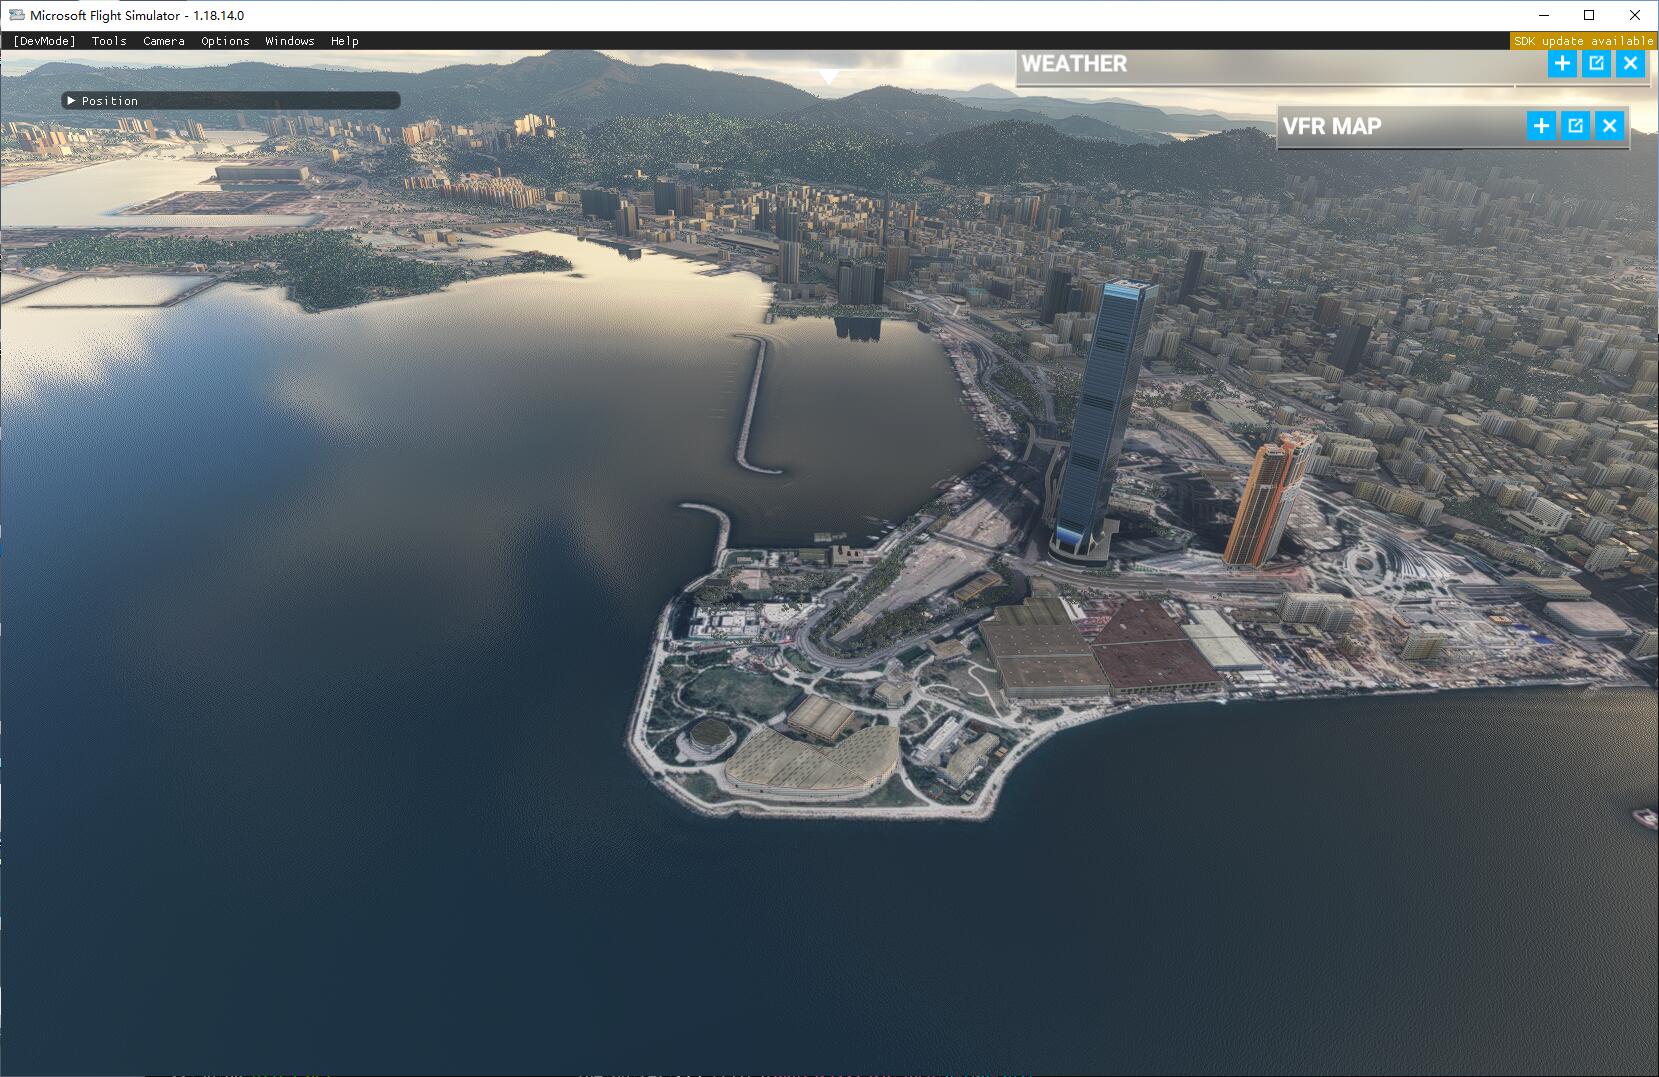 Microsoft Flight Simulator - 1.18.14.0
[DevMode] Tools Camera Options Windows Help
SDK update available
WEATHER
Position
VFR MAP